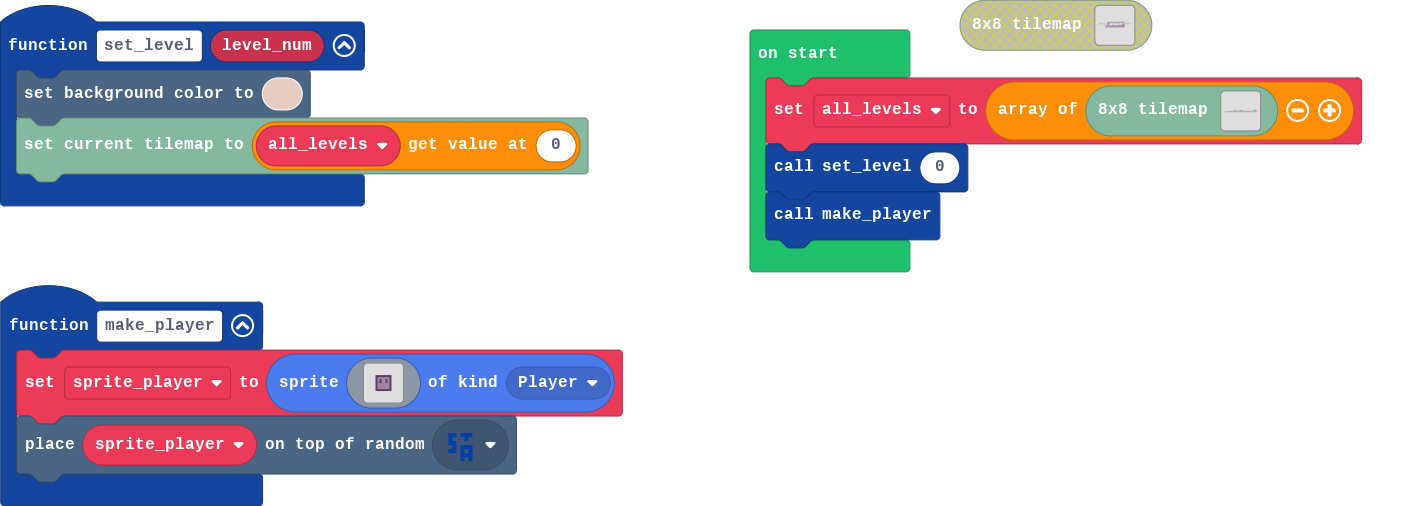 function set_level level_num
set background color to
set current tilemap to all_levels get value at 0
function make_player
set sprite_player to sprite of kind Player
place sprite_player on top of random STA
8x8 tilemap
on start
set all_levels to array of 8x8 tilemap
call set_level 0
call make_player